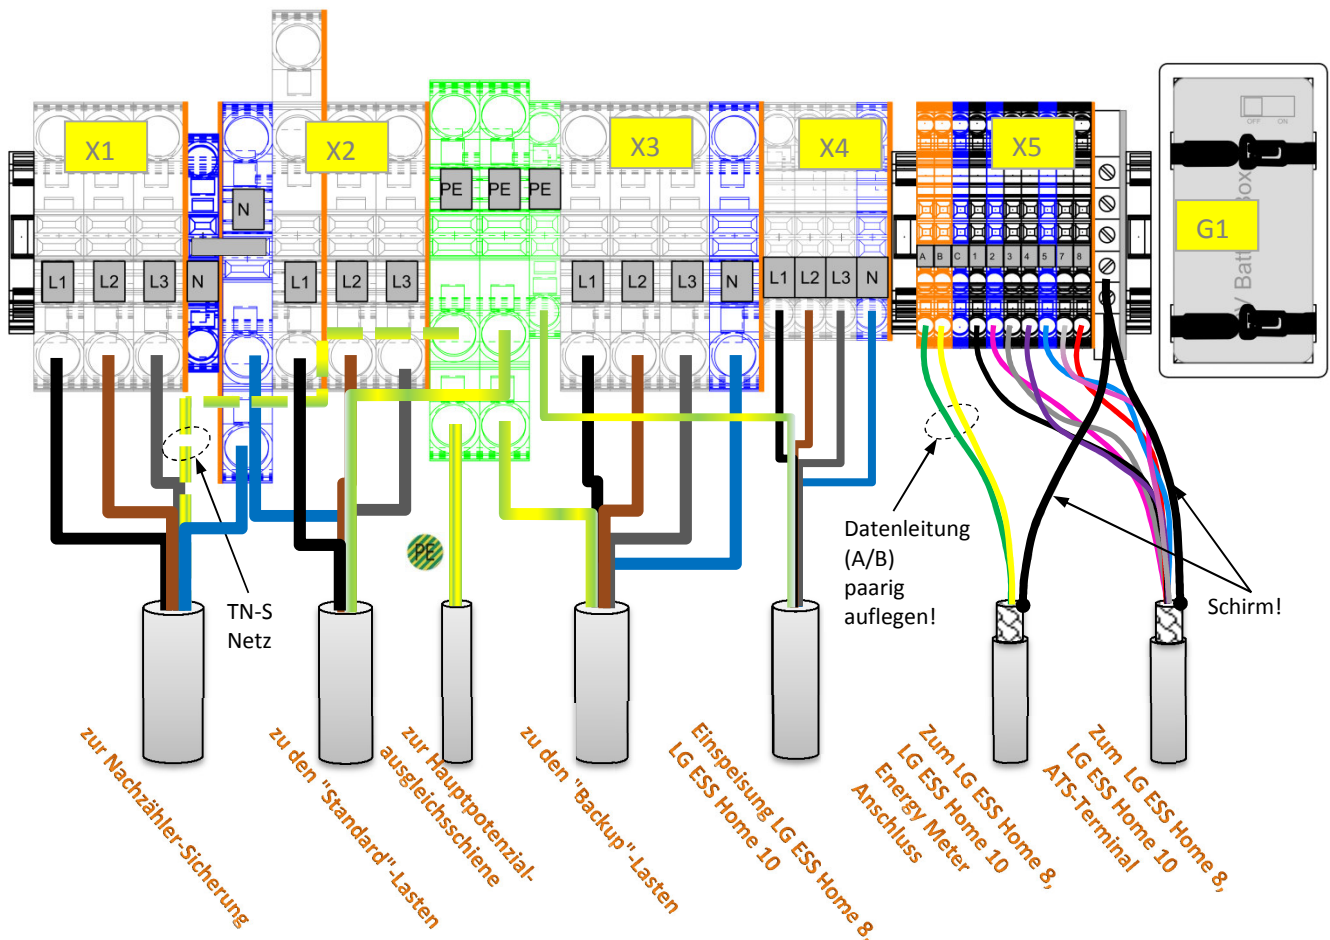 X1
X2
X3
X4
X5
G1
OFF ON
N
PE
PE
PE
L1
L2
L3
N
L1
L2
L3
L1
L2
L3
N
L1
L2
L3
N
A B C 1 2 3 4 5 7 8
/ Batt
Box
PE
TN-S
Netz
Datenleitung
(A/B)
paarig
auflegen!
Schirm!
zur Nachzähler-Sicherung
zu den "Standard"-Lasten
zur Hauptpotenzial-
ausgleichsschiene
zu den "Backup"-Lasten
Einspeisung LG ESS Home 8,
LG ESS Home 10
Zum LG ESS Home 8,
LG ESS Home 10
Energy Meter
Anschluss
Zum LG ESS Home 8,
LG ESS Home 10
ATS-Terminal